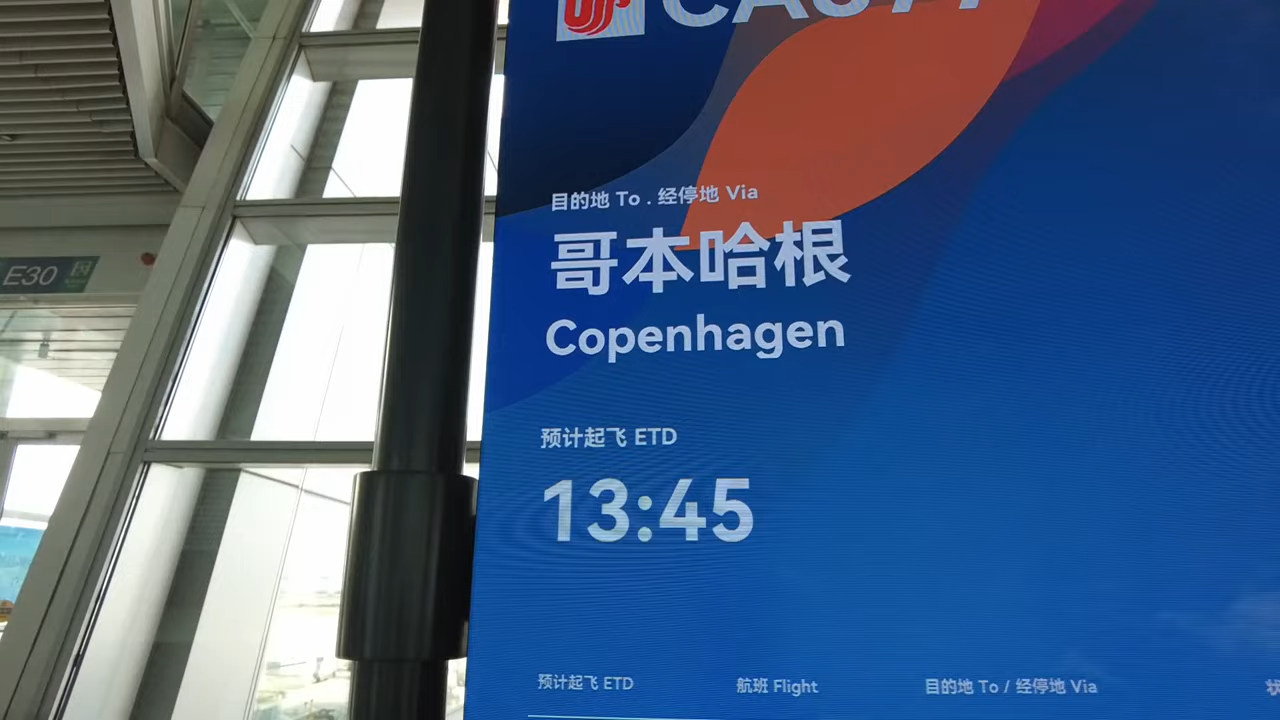 目的地 To . 经停地 Via
哥本哈根
Copenhagen
E30
预计起飞 ETD
13:45
预计起飞 ETD 航班 Flight 目的地 To / 经停地 Via